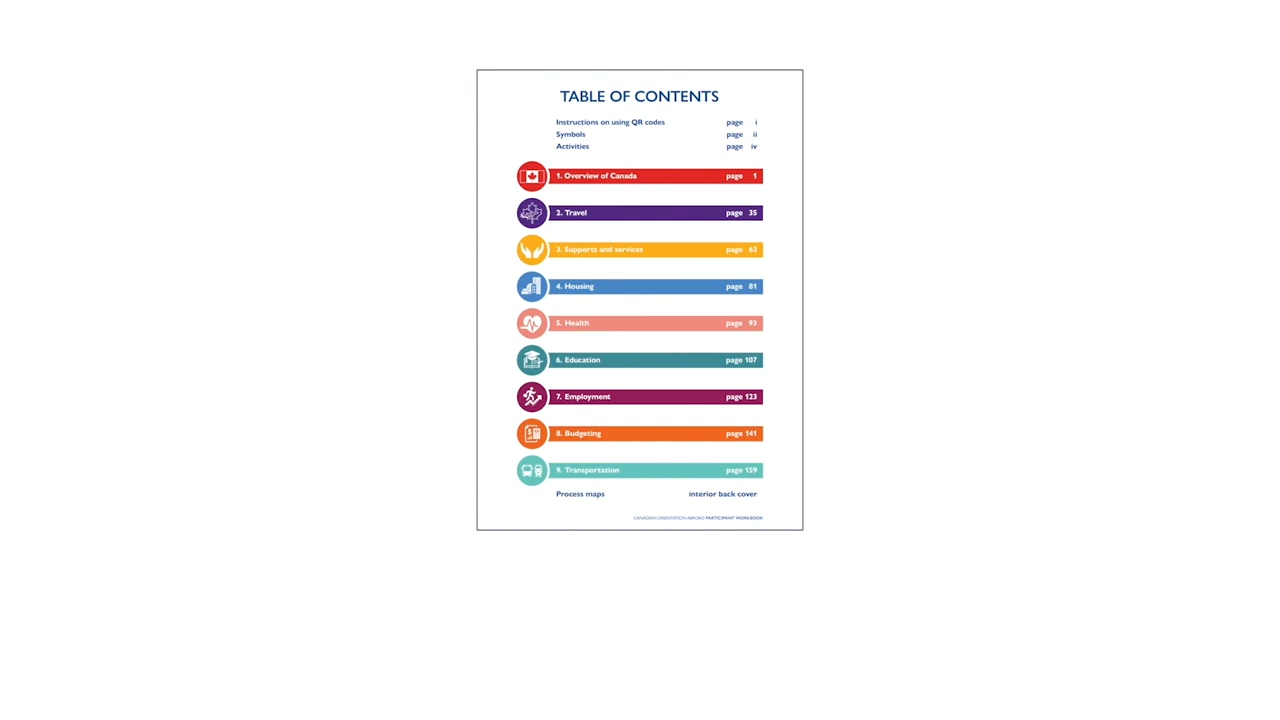 TABLE OF CONTENTS
Instructions on using QR codes page i
Symbols page ii
Activities page iv
1. Overview of Canada page 1
2. Travel page 35
3. Supports and services page 63
4. Housing page 81
5. Health page 93
6. Education page 107
7. Employment page 123
8. Budgeting page 141
9. Transportation page 159
Process maps interior back cover
CANADIAN ORIENTATION ABROAD PARTICIPANT WORKBOOK